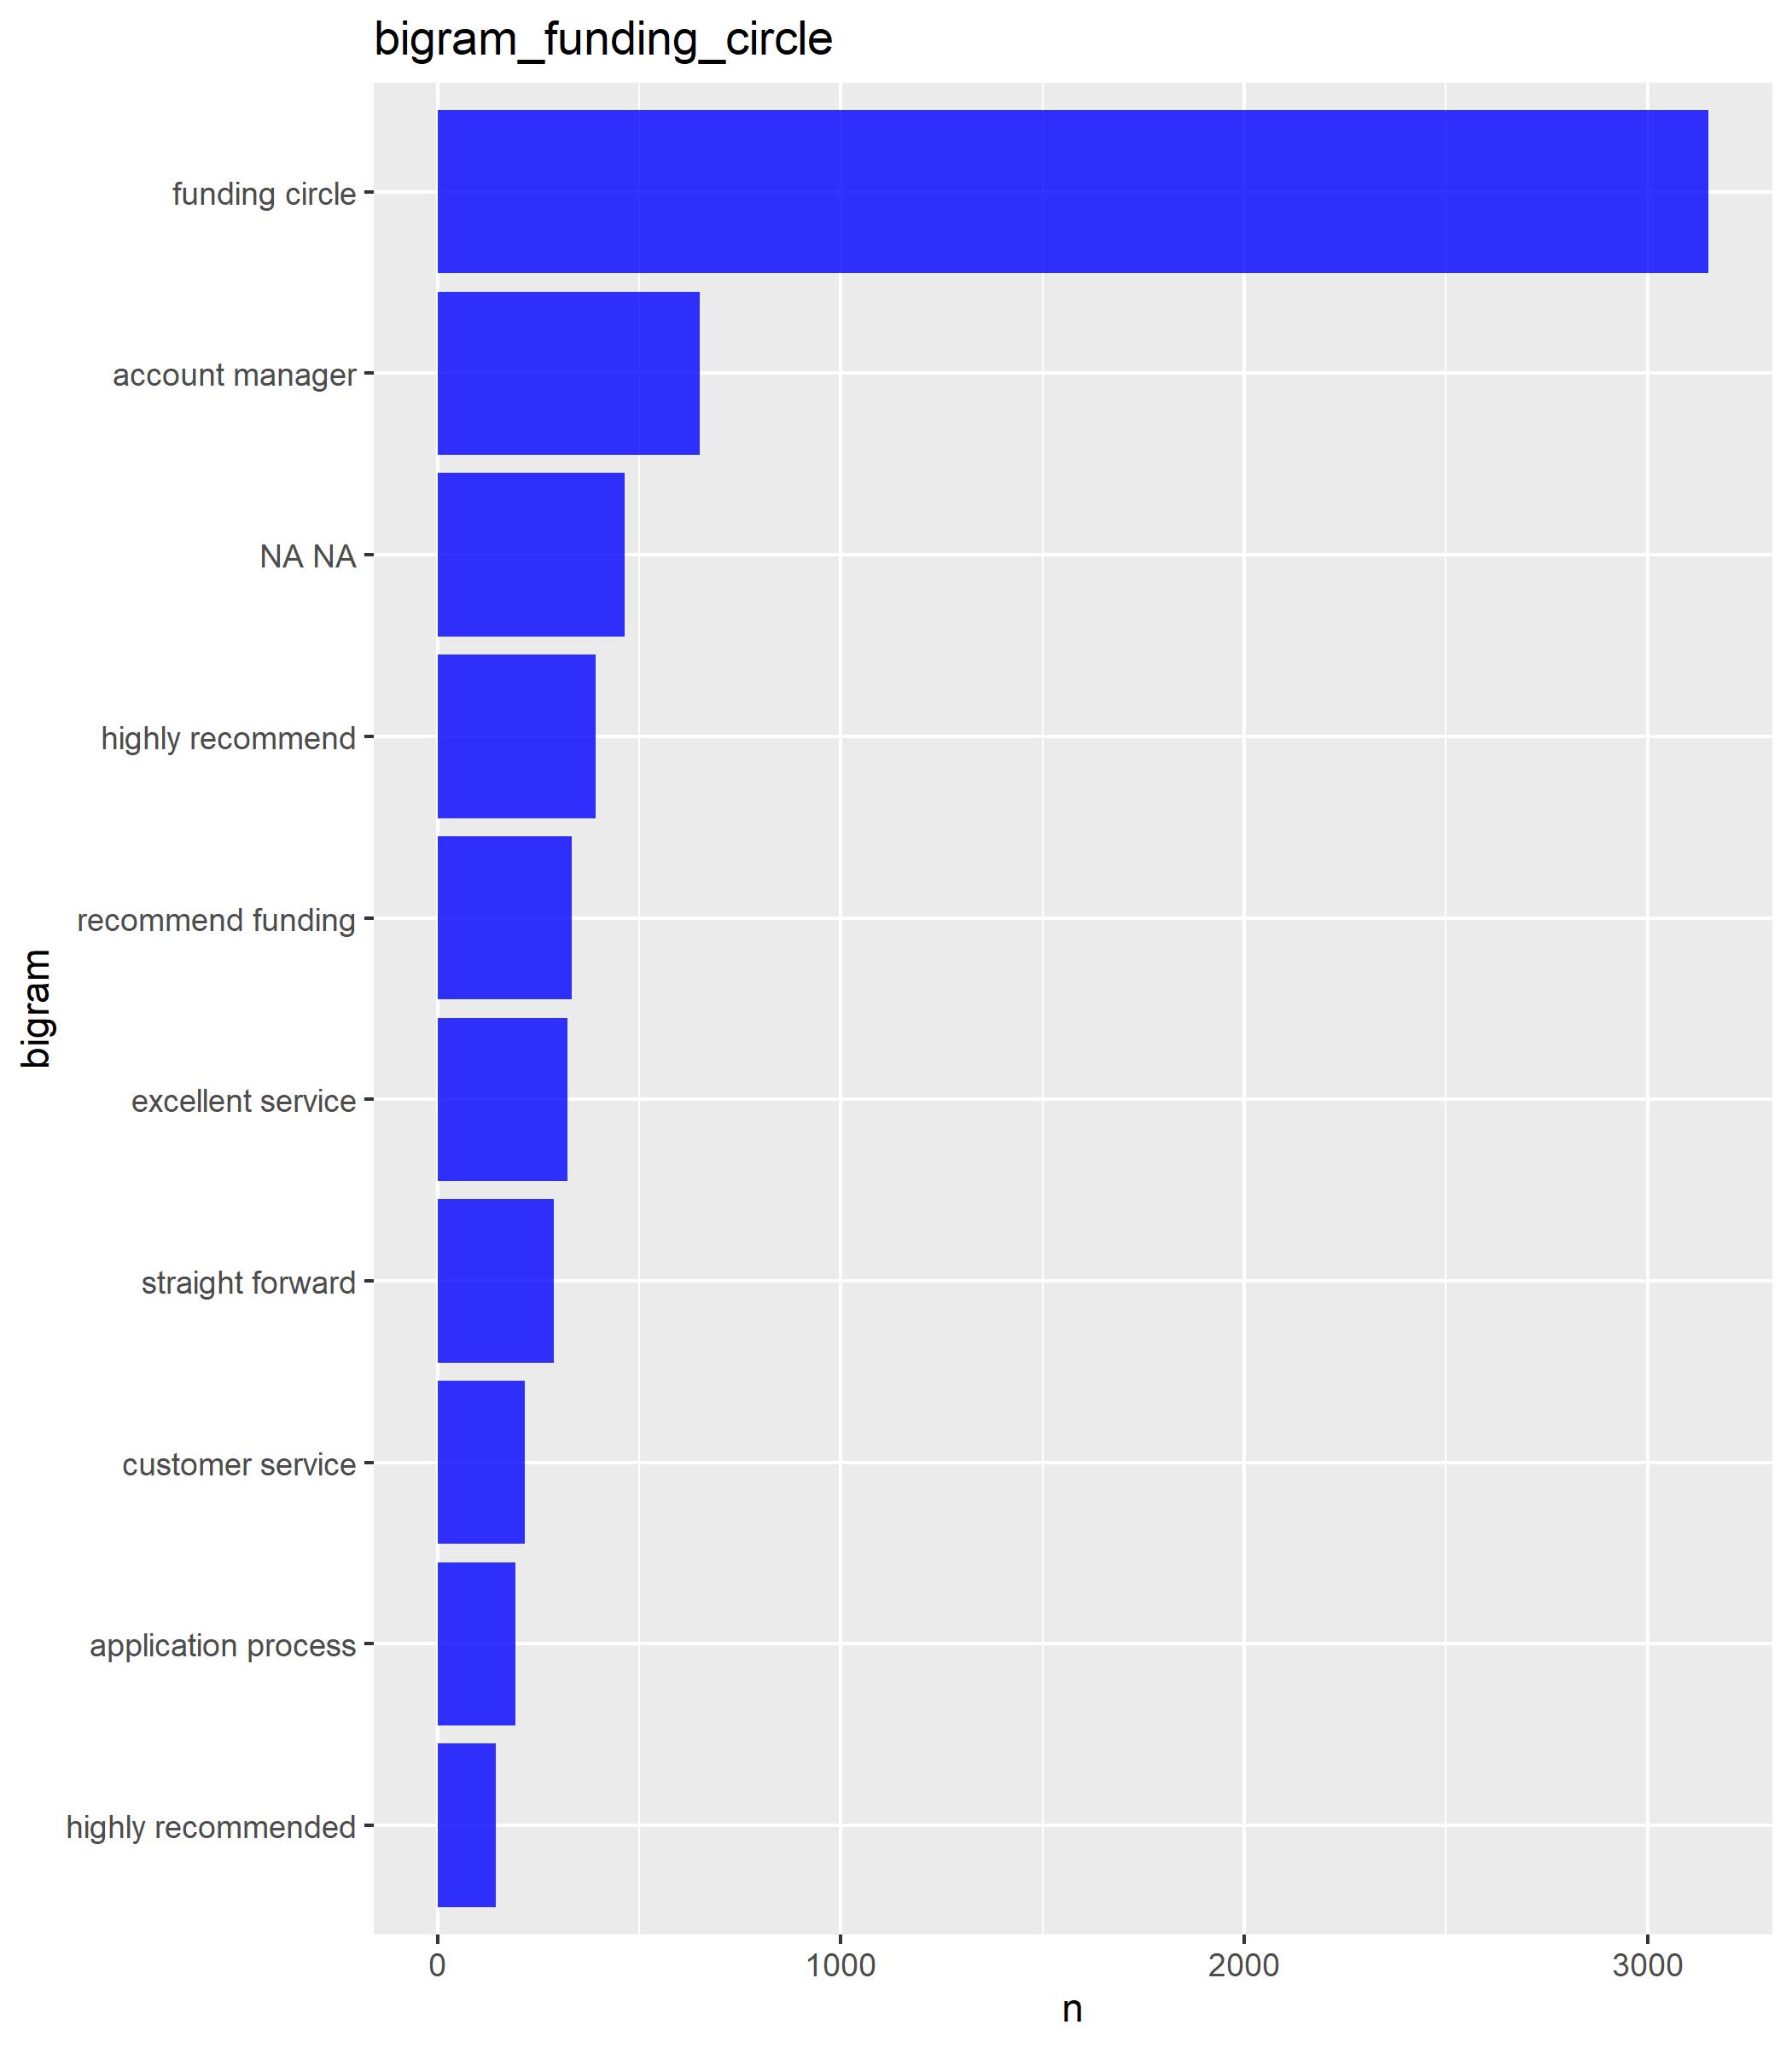 bigram_funding_circle
funding circle
account manager
NA NA
highly recommend
recommend funding
excellent service
straight forward
customer service
application process
highly recommended
bigram
0 1000 2000 3000
n